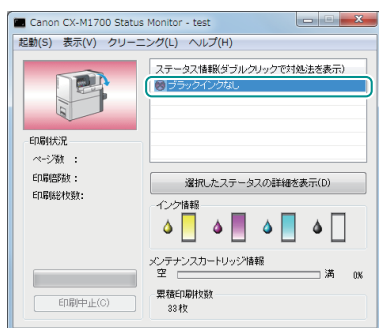 Canon CX-M1700 Status Monitor - test
起動(S) 表示(V) クリーニング(L) ヘルプ(H)
ステータス情報(ダブルクリックで対処法を表示)
ブラックインクなし
印刷状況
ページ数 :
印刷部数 :
印刷総枚数:
選択したステータスの詳細を表示(D)
インク情報
メンテナンスカートリッジ情報
空 満 0%
印刷中止(C)
累積印刷枚数
33枚